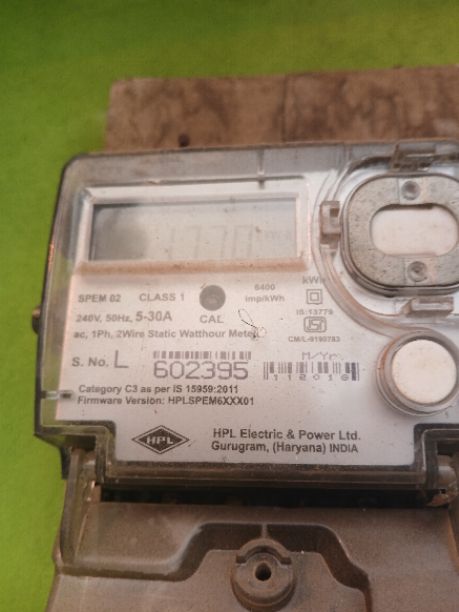 SPEM 02 CLASS 1 6400 kWh
CAL imp/kWh
240V, 50Hz, 5-30A
IS:13779
ac, 1Ph, 2Wire Static Watthour Meter
CM/L-9190783
S. No. L 602395 M/Yr.
112016
Category C3 as per IS 15959:2011
Firmware Version: HPLSPEM6XXX01
HPL
HPL Electric & Power Ltd.
Gurugram, (Haryana) INDIA